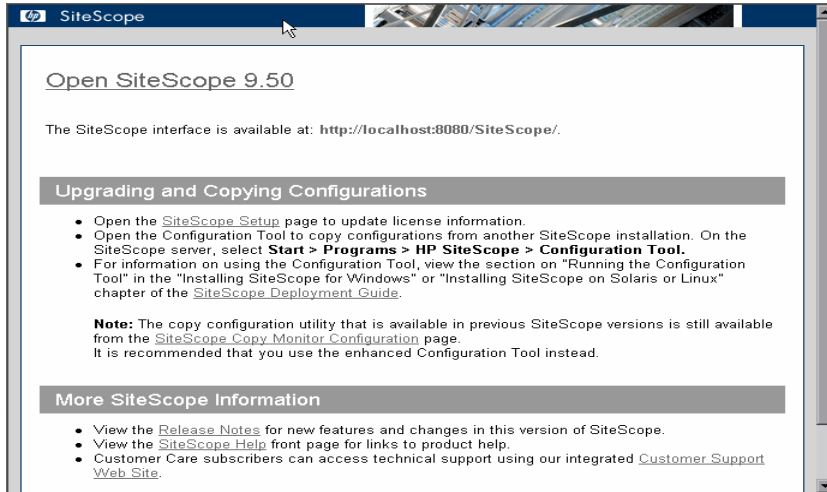 hp SiteScope
Open SiteScope 9.50
The SiteScope interface is available at: http://localhost:8080/SiteScope/.
Upgrading and Copying Configurations
• Open the SiteScope Setup page to update license information.
• Open the Configuration Tool to copy configurations from another SiteScope installation. On the
SiteScope server, select Start > Programs > HP SiteScope > Configuration Tool.
• For information on using the Configuration Tool, view the section on "Running the Configuration
Tool" in the "Installing SiteScope for Windows" or "Installing SiteScope on Solaris or Linux"
chapter of the SiteScope Deployment Guide.
Note: The copy configuration utility that is available in previous SiteScope versions is still available
from the SiteScope Copy Monitor Configuration page.
It is recommended that you use the enhanced Configuration Tool instead.
More SiteScope Information
• View the Release Notes for new features and changes in this version of SiteScope.
• View the SiteScope Help front page for links to product help.
• Customer Care subscribers can access technical support using our integrated Customer Support
Web Site.